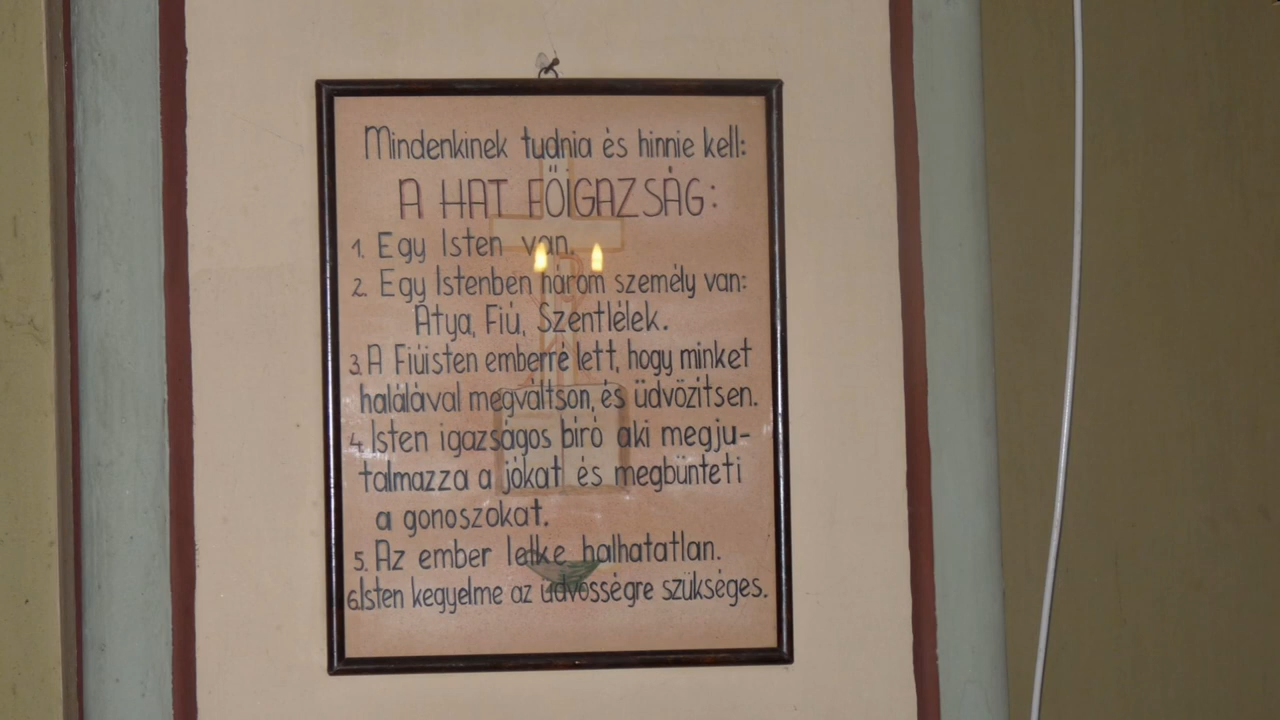 Mindenkinek tudnia és hinnie kell:
A HAT FŐIGAZSÁG:
1. Egy Isten van.
2. Egy Istenben három személy van:
Atya, Fiú, Szentlélek.
3. A Fiúisten emberré lett, hogy minket
halálával megváltson, és üdvözitsen.
4. Isten igazságos biró aki megju-
talmazza a jókat és megbünteti
a gonoszokat.
5. Az ember lelke halhatatlan.
6. Isten kegyelme az üdvösségre szükséges.